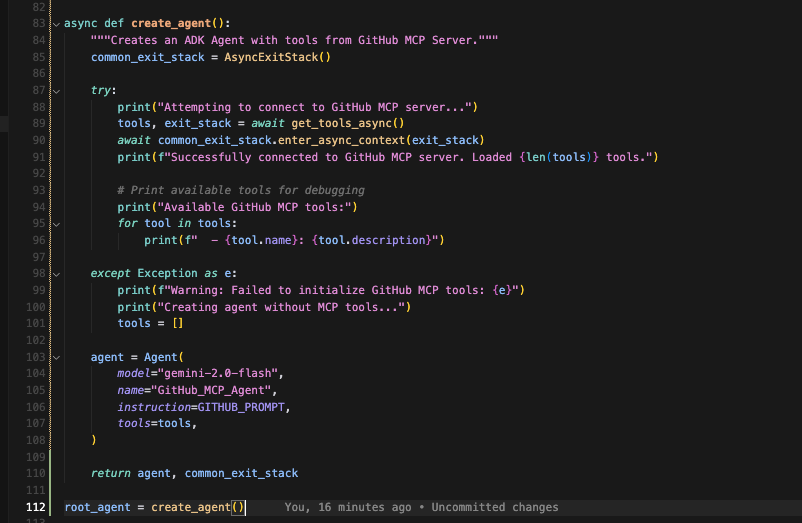 82
83 async def create_agent():
84     """Creates an ADK Agent with tools from GitHub MCP Server."""
85     common_exit_stack = AsyncExitStack()
86
87     try:
88         print("Attempting to connect to GitHub MCP server...")
89         tools, exit_stack = await get_tools_async()
90         await common_exit_stack.enter_async_context(exit_stack)
91         print(f"Successfully connected to GitHub MCP server. Loaded {len(tools)} tools.")
92
93         # Print available tools for debugging
94         print("Available GitHub MCP tools:")
95         for tool in tools:
96             print(f"  - {tool.name}: {tool.description}")
97
98     except Exception as e:
99         print(f"Warning: Failed to initialize GitHub MCP tools: {e}")
100         print("Creating agent without MCP tools...")
101         tools = []
102
103     agent = Agent(
104         model="gemini-2.0-flash",
105         name="GitHub_MCP_Agent",
106         instruction=GITHUB_PROMPT,
107         tools=tools,
108     )
109
110     return agent, common_exit_stack
111
112 root_agent = create_agent()     You, 16 minutes ago • Uncommitted changes
113